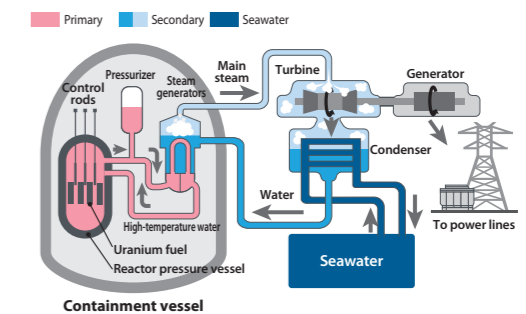 Primary
Secondary
Seawater
Control
rods
Pressurizer
Steam
generators
Main
steam
Turbine
Generator
Condenser
Water
High-temperature water
Uranium fuel
Reactor pressure vessel
Seawater
To power lines
Containment vessel